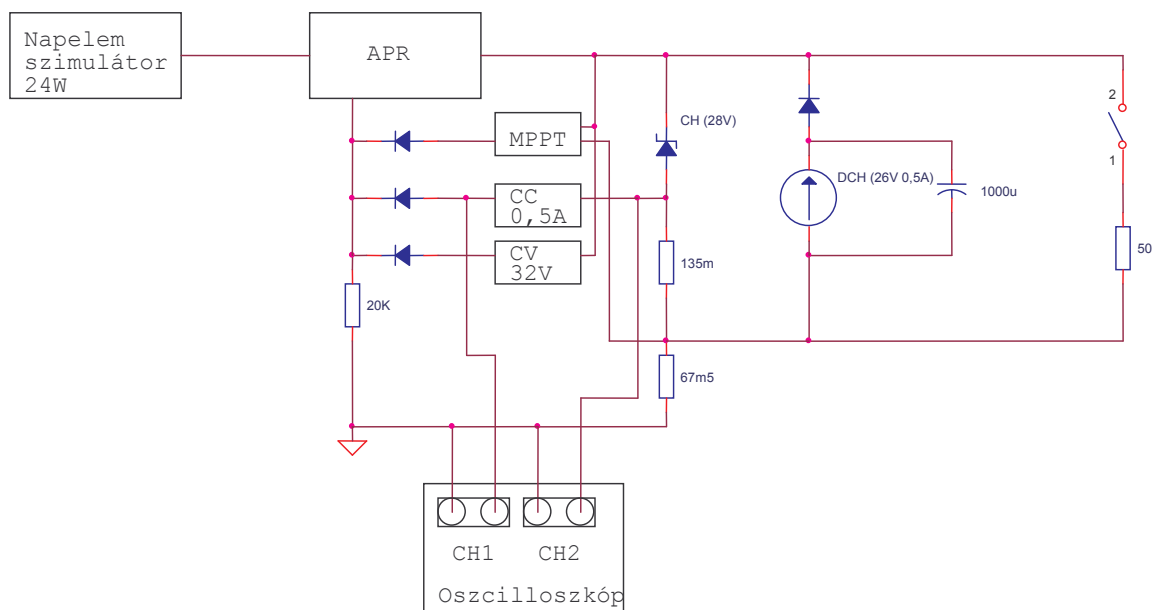 Napelem
szimulátor
24W
APR
MPPT
CC
0,5A
CV
32V
20K
CH (28V)
135m
67m5
DCH (26V 0,5A)
1000u
2
1
50
CH1
CH2
Oszcilloszkóp